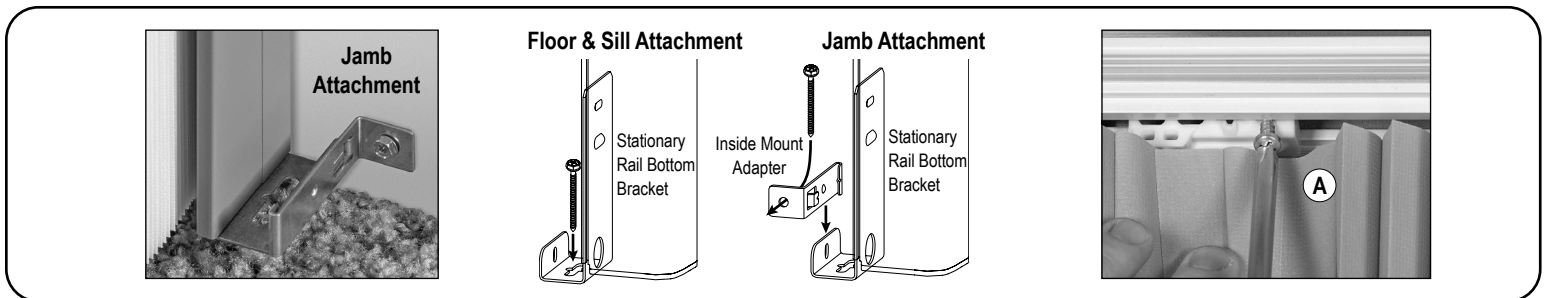 Jamb
Attachment
Floor & Sill Attachment
Stationary
Rail Bottom
Bracket
Jamb Attachment
Inside Mount
Adapter
Stationary
Rail Bottom
Bracket
A